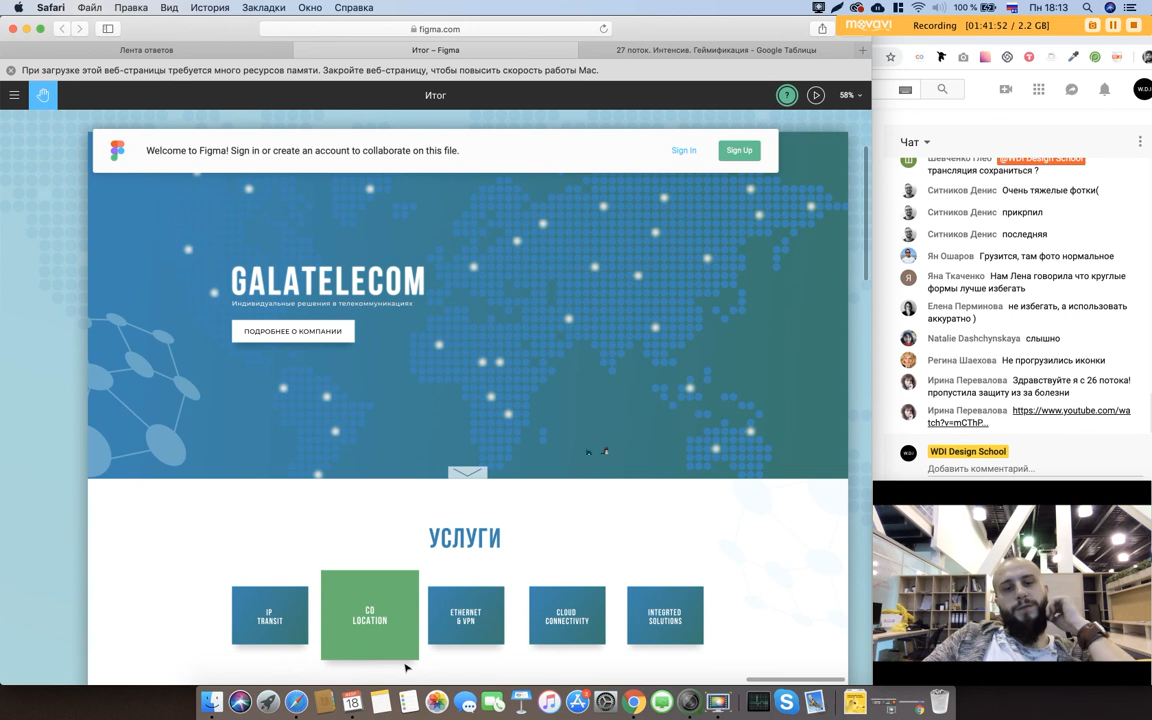 Safari Файл Правка Вид История Закладки Окно Справка
100 % Пн 18:13
figma.com
movavi Recording [01:41:52 / 2.2 GB]
Лента ответов Итог – Figma 27 поток. Интенсив. Геймификация - Google Таблицы
При загрузке этой веб-страницы требуется много ресурсов памяти. Закройте веб-страницу, чтобы повысить скорость работы Mac.
Итог ? 58%
Welcome to Figma! Sign in or create an account to collaborate on this file. Sign In Sign Up
GALATELECOM
Индивидуальные решения в телекоммуникациях
ПОДРОБНЕЕ О КОМПАНИИ
УСЛУГИ
IP
TRANSIT
CO
LOCATION
ETHERNET
& VPN
CLOUD
CONNECTIVITY
INTEGRTED
SOLUTIONS
Чат
Шевченко Глеб @WDI Design School
трансляция сохраниться ?
Ситников Денис Очень тяжелые фотки(
Ситников Денис прикрпил
Ситников Денис последняя
Ян Ошаров Грузится, там фото нормальное
Яна Ткаченко Нам Лена говорила что круглые
формы лучше избегать
Елена Перминова не избегать, а использовать
аккуратно )
Natalie Dashchynskaya слышно
Регина Шаехова Не прогрузились иконки
Ирина Перевалова Здравствуйте я с 26 потока!
пропустила защиту из за болезни
Ирина Перевалова https://www.youtube.com/wa
tch?v=mCThP...
WDI Design School
Добавить комментарий...
18